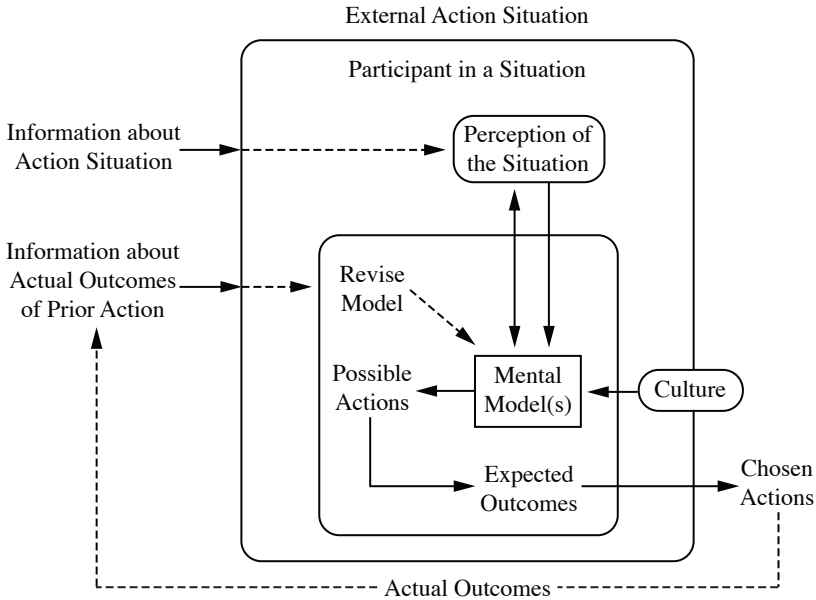 External Action Situation
Participant in a Situation
Information about
Action Situation
Perception of
the Situation
Information about
Actual Outcomes
of Prior Action
Revise
Model
Possible
Actions
Mental
Model(s)
Culture
Expected
Outcomes
Chosen
Actions
Actual Outcomes